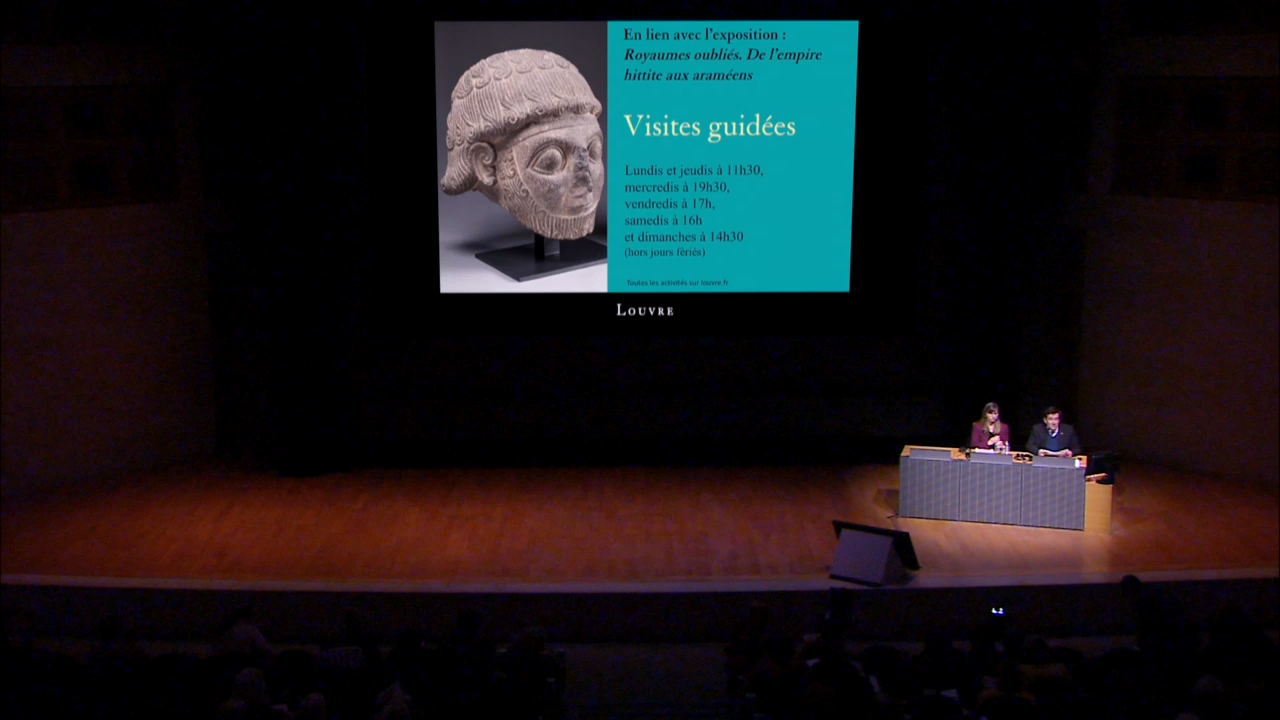 En lien avec l'exposition :
Royaumes oubliés. De l'empire
hittite aux araméens
Visites guidées
Lundis et jeudis à 11h30,
mercredis à 19h30,
vendredis à 17h,
samedis à 16h
et dimanches à 14h30
(hors jours fériés)
Toutes les activités sur louvre.fr
LOUVRE